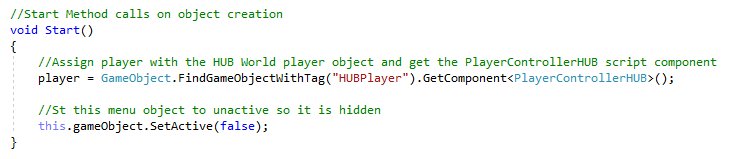 //Start Method calls on object creation
void Start()
{
//Assign player with the HUB World player object and get the PlayerControllerHUB script component
player = GameObject.FindGameObjectWithTag("HUBPlayer").GetComponent<PlayerControllerHUB>();
//St this menu object to unactive so it is hidden
this.gameObject.SetActive(false);
}